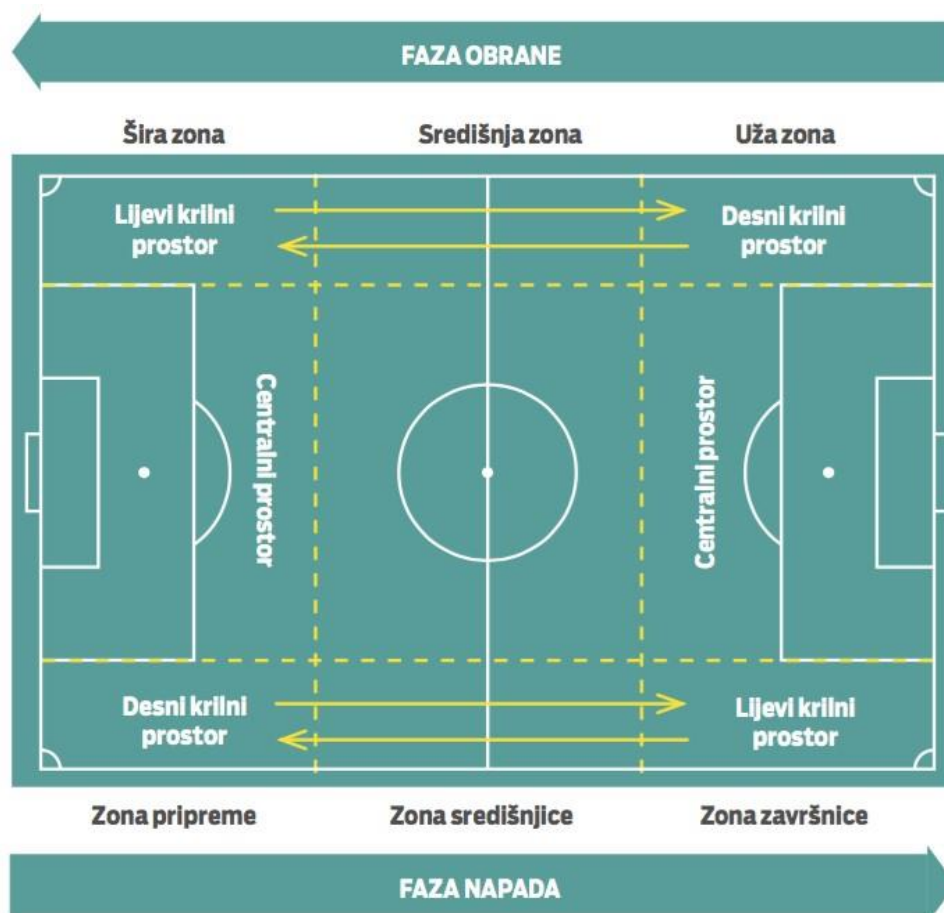 FAZA OBRANE
Šira zona
Središnja zona
Uža zona
Lijevi krilni
prostor
Desni krilni
prostor
Centralni prostor
Centralni prostor
Desni krilni
prostor
Lijevi krilni
prostor
Zona pripreme
Zona središnjice
Zona završnice
FAZA NAPADA